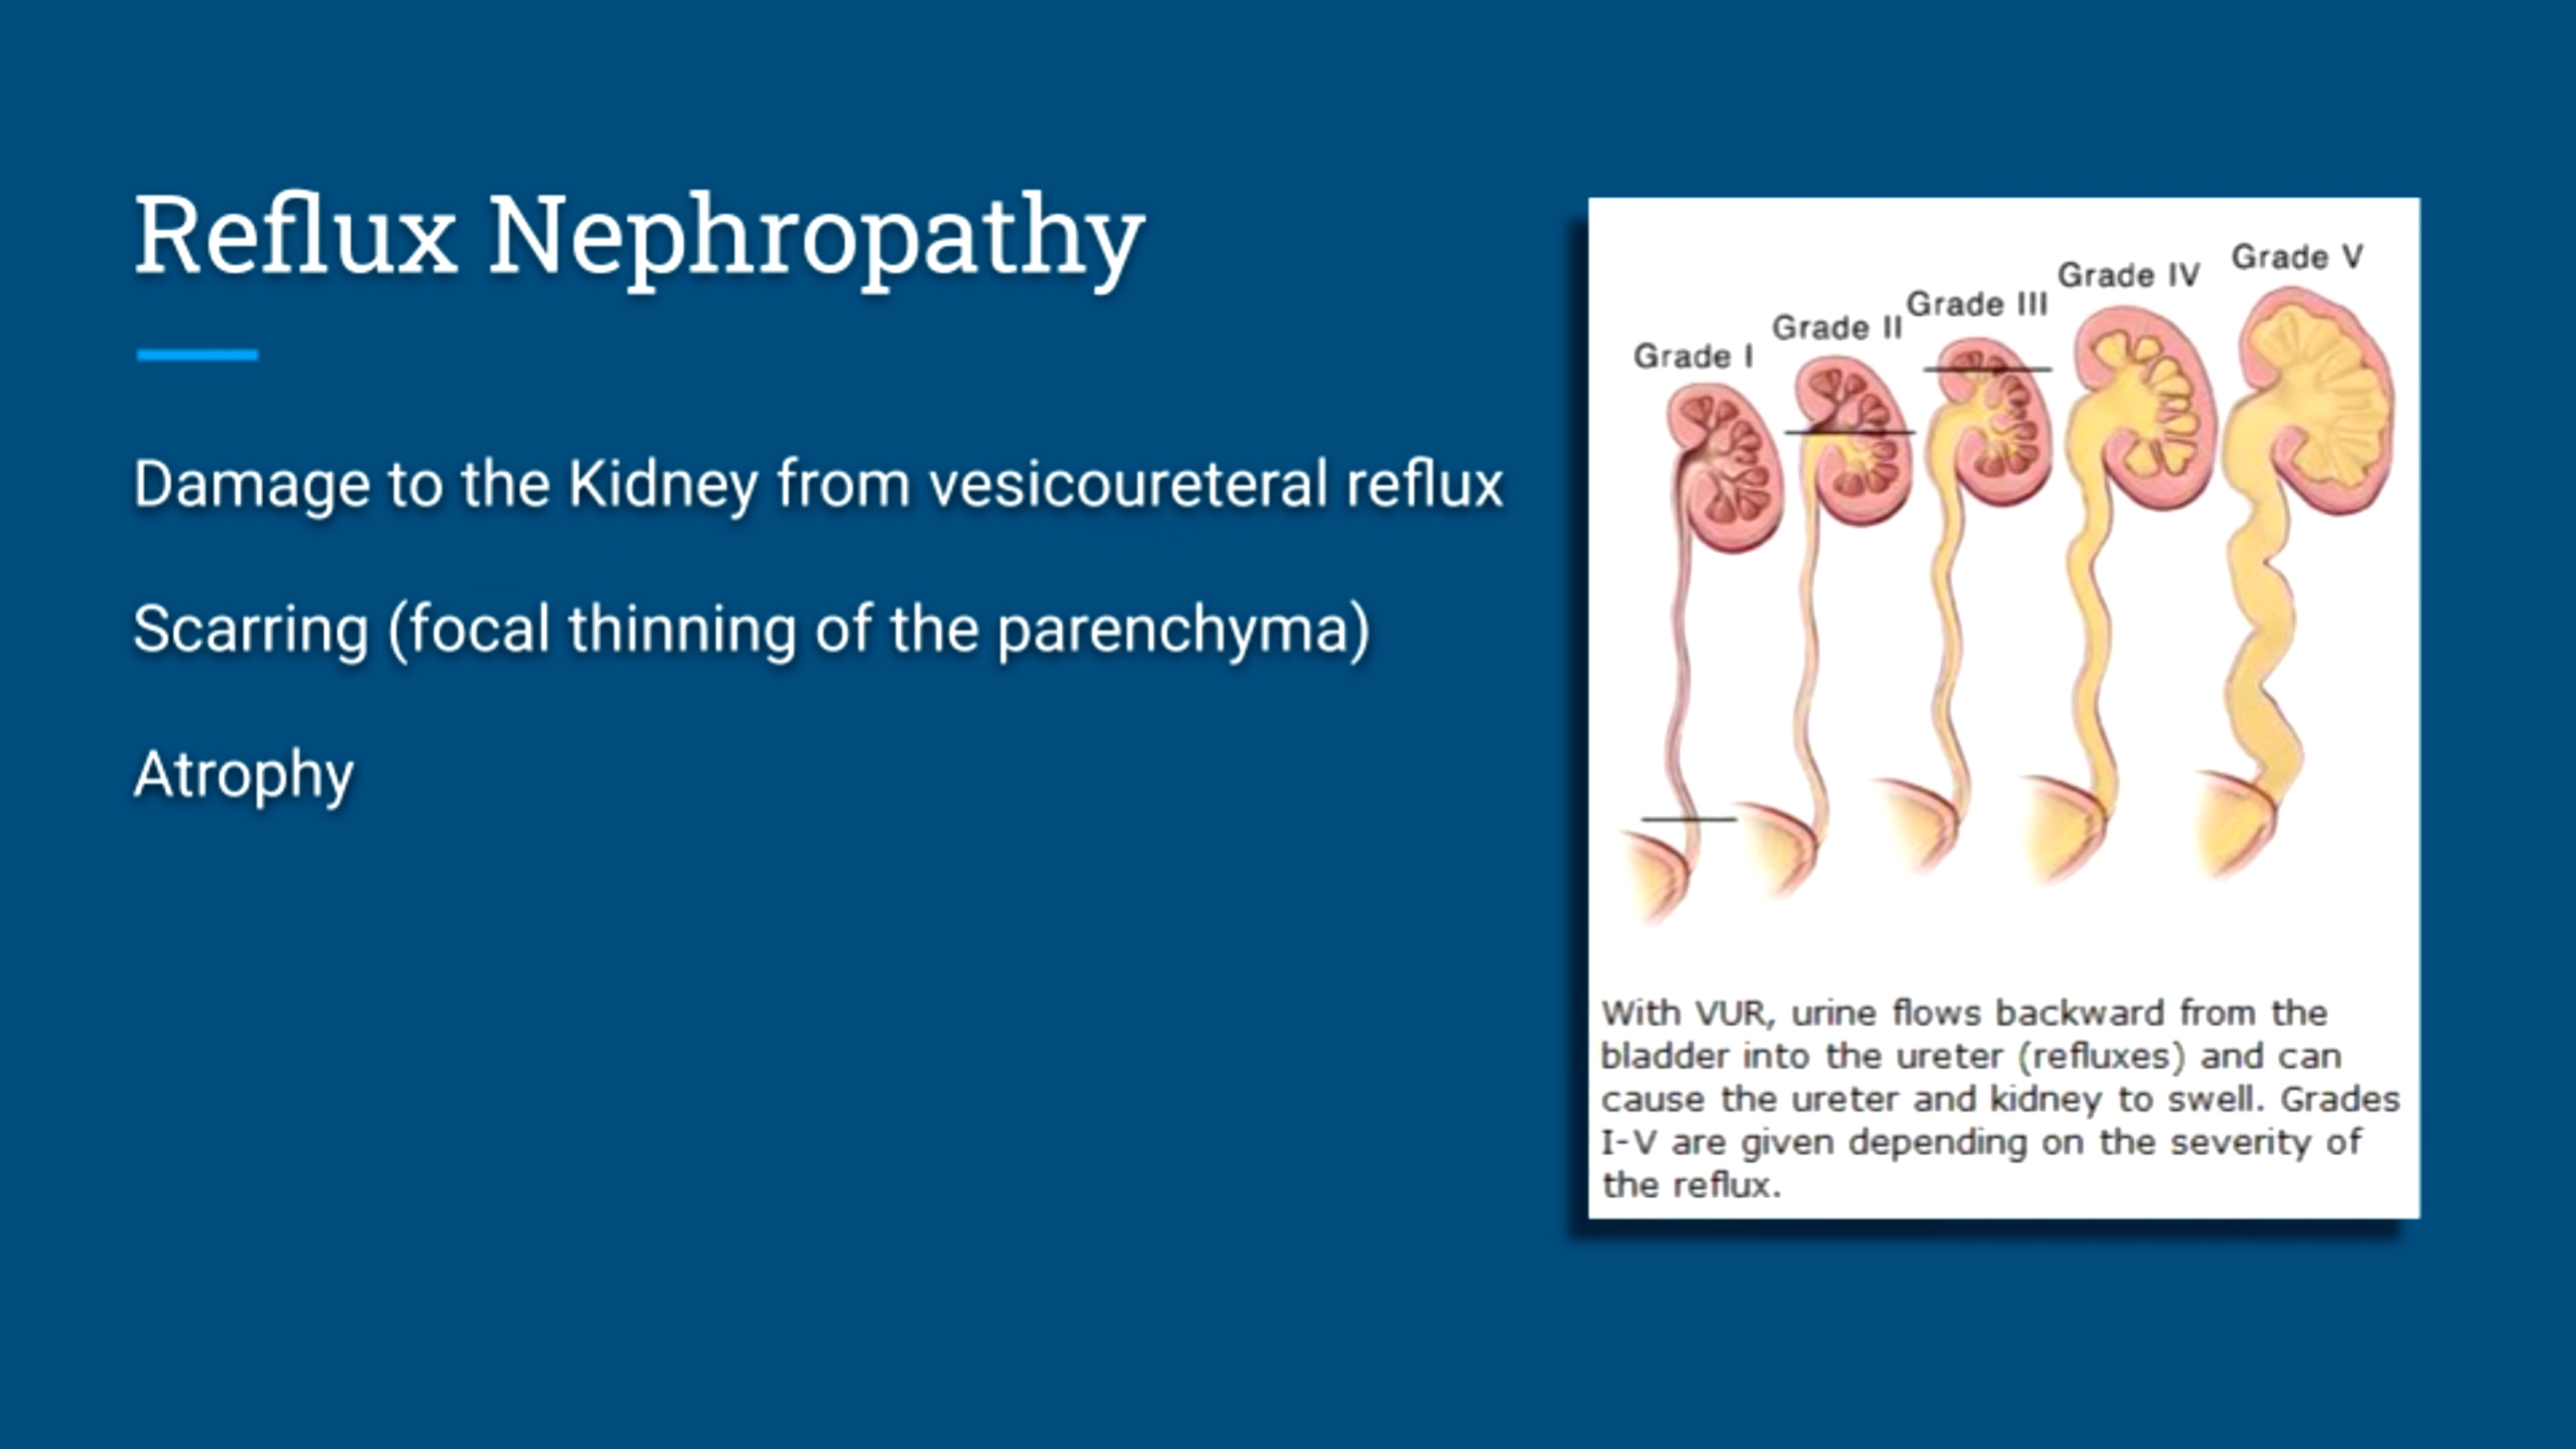 Reflux Nephropathy
Damage to the Kidney from vesicoureteral reflux
Scarring (focal thinning of the parenchyma)
Atrophy
Grade I
Grade II
Grade III
Grade IV
Grade V
With VUR, urine flows backward from the
bladder into the ureter (refluxes) and can
cause the ureter and kidney to swell. Grades
I-V are given depending on the severity of
the reflux.